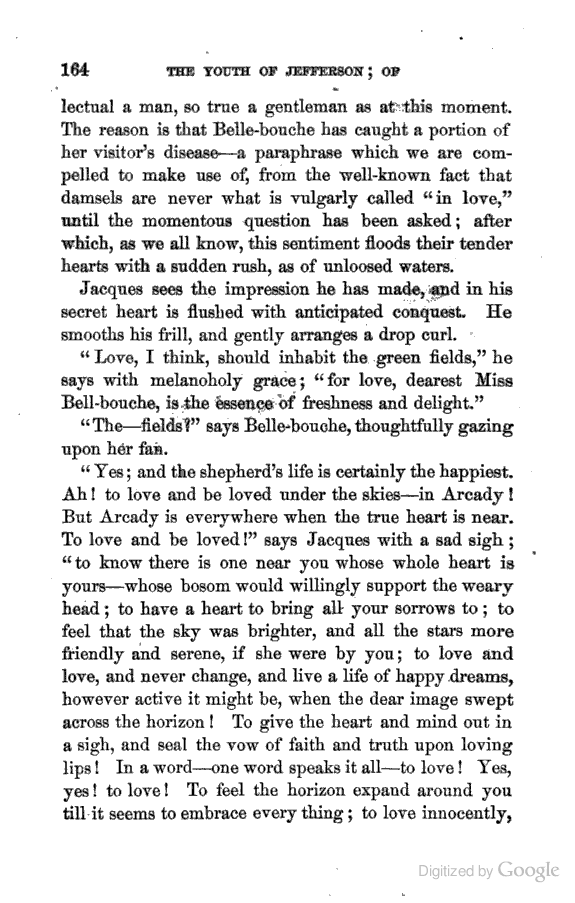 164 THE YOUTH OF JEFFERSON; OR
lectual a man, so true a gentleman as at this moment.
The reason is that Belle-bouche has caught a portion of
her visitor's disease—a paraphrase which we are com-
pelled to make use of, from the well-known fact that
damsels are never what is vulgarly called "in love,"
until the momentous question has been asked; after
which, as we all know, this sentiment floods their tender
hearts with a sudden rush, as of unloosed waters.
Jacques sees the impression he has made, and in his
secret heart is flushed with anticipated conquest. He
smooths his frill, and gently arranges a drop curl.
"Love, I think, should inhabit the green fields," he
says with melancholy grace; "for love, dearest Miss
Bell-bouche, is the essence of freshness and delight."
"The—fields?" says Belle-bouche, thoughtfully gazing
upon her fan.
"Yes; and the shepherd's life is certainly the happiest.
Ah! to love and be loved under the skies—in Arcady!
But Arcady is everywhere when the true heart is near.
To love and be loved!" says Jacques with a sad sigh;
"to know there is one near you whose whole heart is
yours—whose bosom would willingly support the weary
head; to have a heart to bring all your sorrows to; to
feel that the sky was brighter, and all the stars more
friendly and serene, if she were by you; to love and
love, and never change, and live a life of happy dreams,
however active it might be, when the dear image swept
across the horizon! To give the heart and mind out in
a sigh, and seal the vow of faith and truth upon loving
lips! In a word—one word speaks it all—to love! Yes,
yes! to love! To feel the horizon expand around you
till it seems to embrace every thing; to love innocently,
Digitized by Google